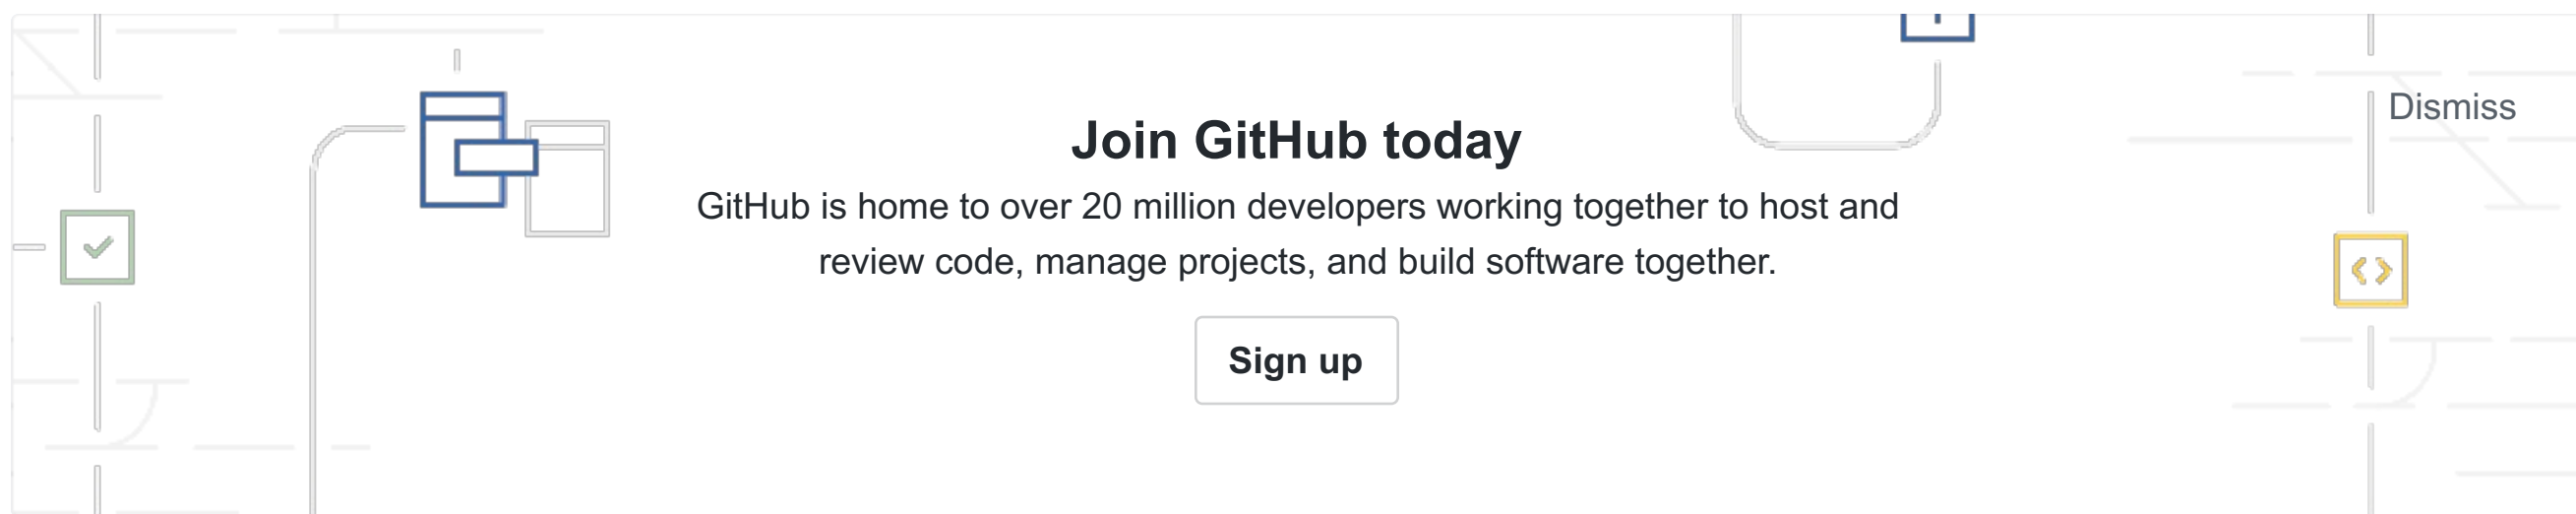 Join GitHub today
Dismiss
GitHub is home to over 20 million developers working together to host and
review code, manage projects, and build software together.
Sign up